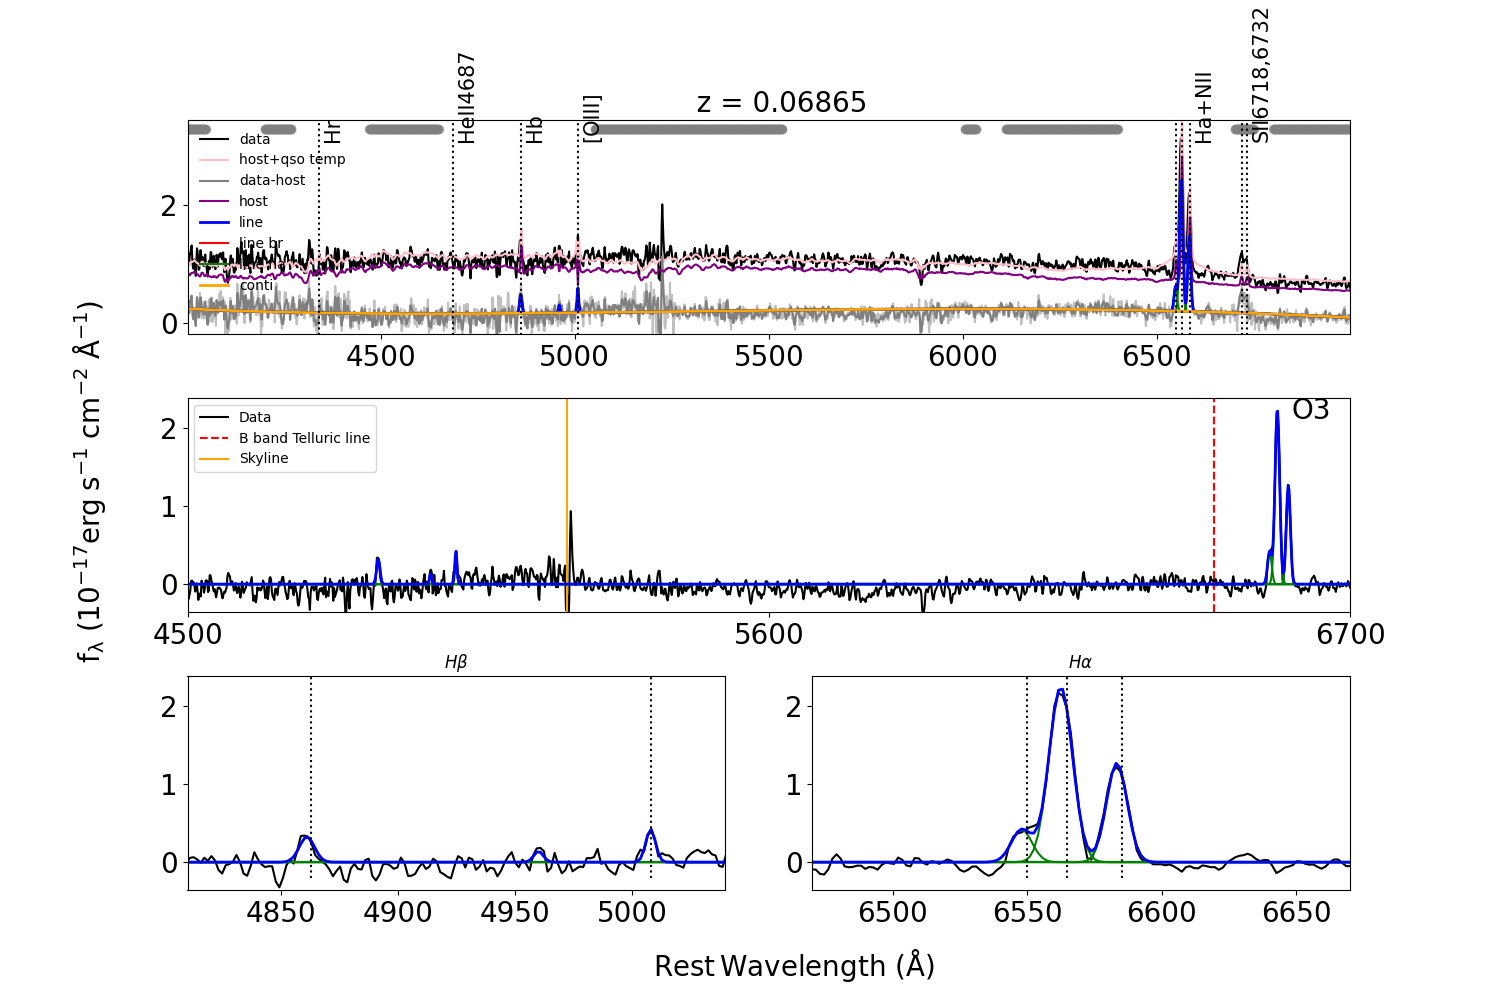 z = 0.06865
Hr
HeII4687
Hb
[OIII]
Ha+NII
SII6718,6732
data
host+qso temp
data-host
host
line
line br
conti
2
0
4500
5000
5500
6000
6500
fλ (10⁻¹⁷erg s⁻¹ cm⁻² Å⁻¹)
Data
B band Telluric line
Skyline
O3
2
1
0
4500
5600
6700
Hβ
2
1
0
4850
4900
4950
5000
Hα
2
1
0
6500
6550
6600
6650
Rest Wavelength (Å)